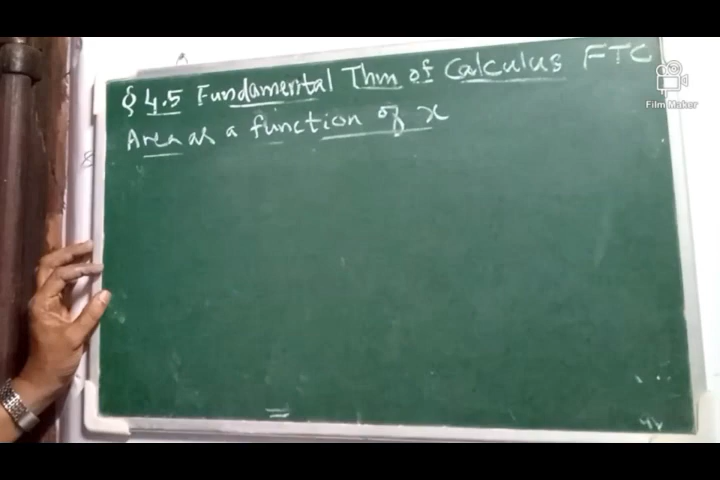 § 4.5 Fundamental Thm of Calculus FTC
Area as a function of x
Film Maker